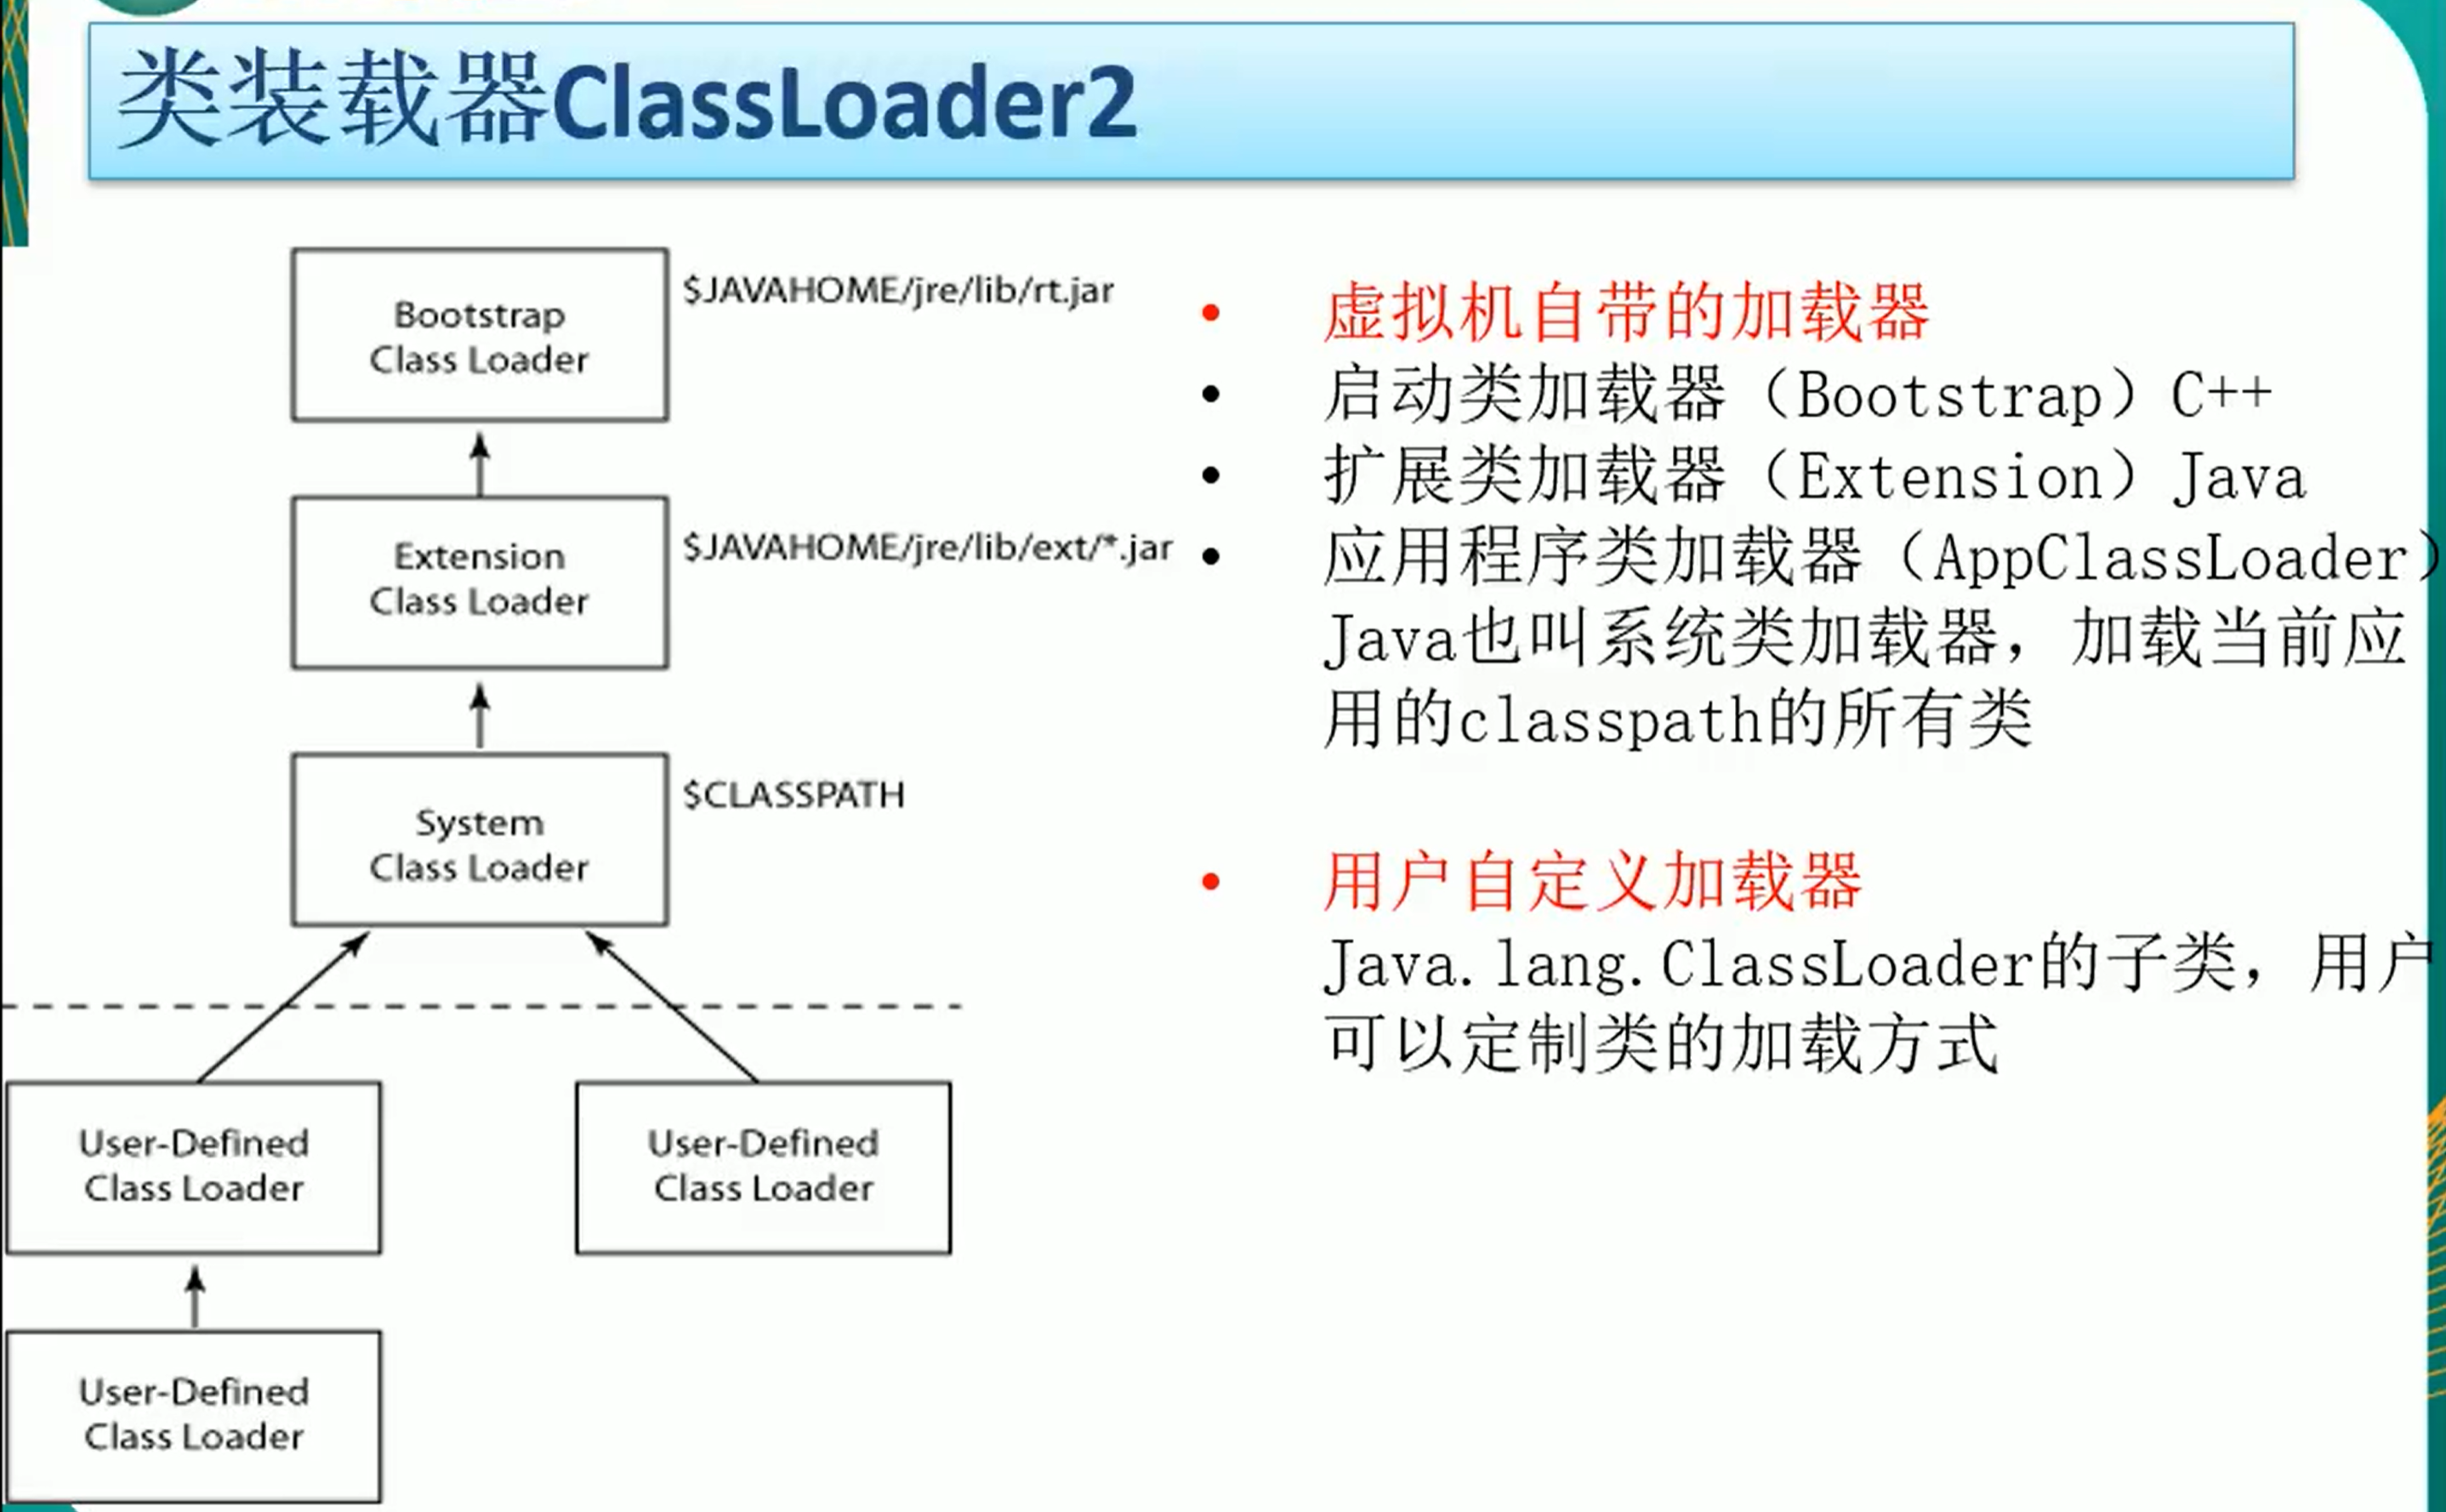 类装载器ClassLoader2
Bootstrap
Class Loader
$JAVAHOME/jre/lib/rt.jar
Extension
Class Loader
$JAVAHOME/jre/lib/ext/*.jar
System
Class Loader
$CLASSPATH
User-Defined
Class Loader
User-Defined
Class Loader
User-Defined
Class Loader
• 虚拟机自带的加载器
• 启动类加载器（Bootstrap）C++
• 扩展类加载器（Extension）Java
• 应用程序类加载器（AppClassLoader）
Java也叫系统类加载器，加载当前应
用的classpath的所有类
• 用户自定义加载器
Java.lang.ClassLoader的子类，用户
可以定制类的加载方式